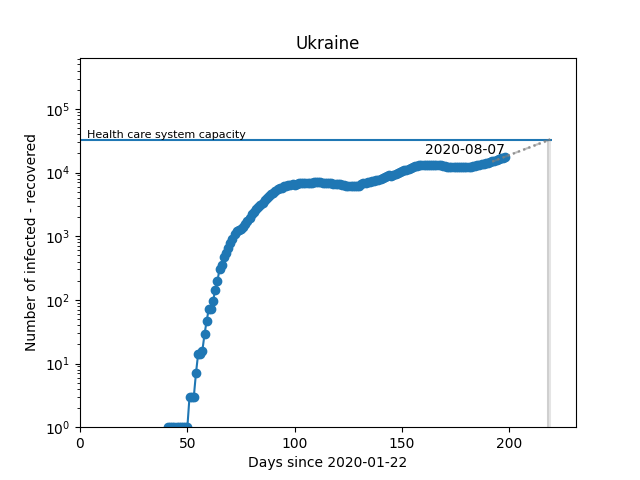 Ukraine
Number of infected - recovered
10^5
10^4
10^3
10^2
10^1
10^0
Health care system capacity
2020-08-07
0 50 100 150 200
Days since 2020-01-22